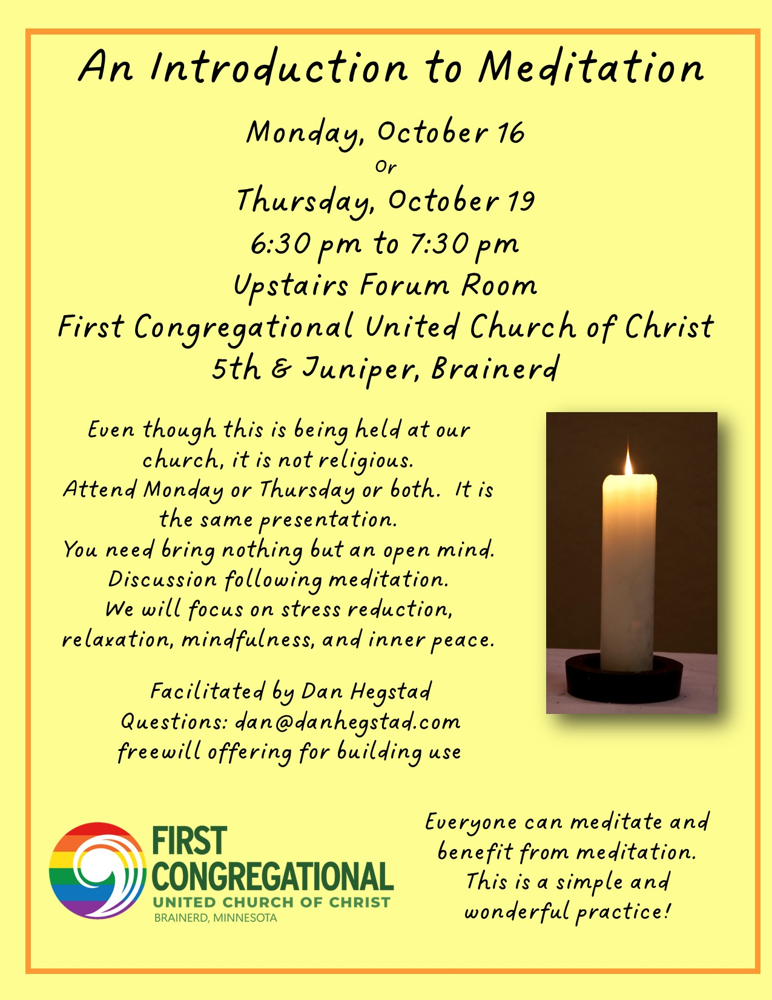 An Introduction to Meditation
Monday, October 16
Or
Thursday, October 19
6:30 pm to 7:30 pm
Upstairs Forum Room
First Congregational United Church of Christ
5th & Juniper, Brainerd
Even though this is being held at our
church, it is not religious.
Attend Monday or Thursday or both.  It is
the same presentation.
You need bring nothing but an open mind.
Discussion following meditation.
We will focus on stress reduction,
relaxation, mindfulness, and inner peace.
Facilitated by Dan Hegstad
Questions: dan@danhegstad.com
freewill offering for building use
FIRST
CONGREGATIONAL
UNITED CHURCH OF CHRIST
BRAINERD, MINNESOTA
Everyone can meditate and
benefit from meditation.
This is a simple and
wonderful practice!